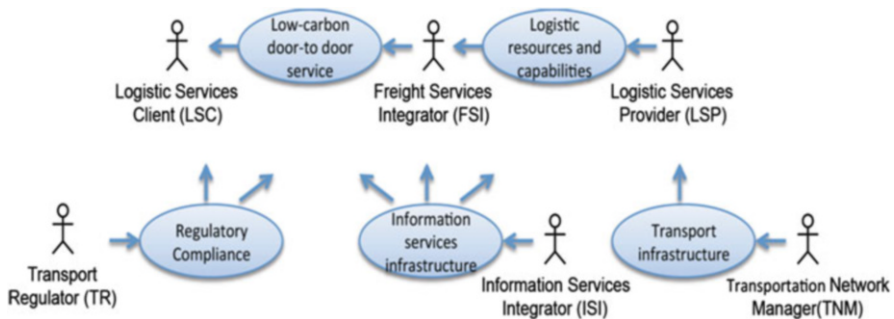 Low-carbon
door-to door
service
Logistic
resources and
capabilities
Logistic Services
Client (LSC)
Freight Services
Integrator (FSI)
Logistic Services
Provider (LSP)
Regulatory
Compliance
Information
services
infrastructure
Transport
infrastructure
Transport
Regulator (TR)
Information Services
Integrator (ISI)
Transportation Network
Manager(TNM)